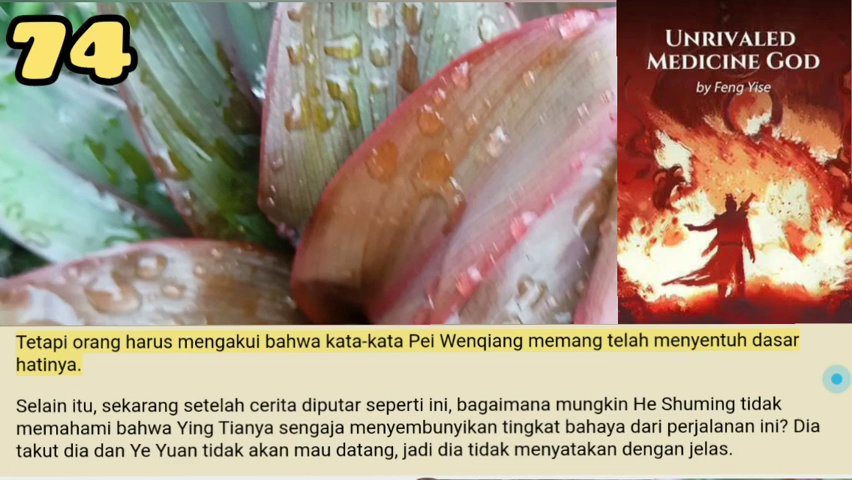 74
UNRIVALED
MEDICINE GOD
by Feng Yise
Tetapi orang harus mengakui bahwa kata-kata Pei Wenqiang memang telah menyentuh dasar
hatinya.
Selain itu, sekarang setelah cerita diputar seperti ini, bagaimana mungkin He Shuming tidak
memahami bahwa Ying Tianya sengaja menyembunyikan tingkat bahaya dari perjalanan ini? Dia
takut dia dan Ye Yuan tidak akan mau datang, jadi dia tidak menyatakan dengan jelas.